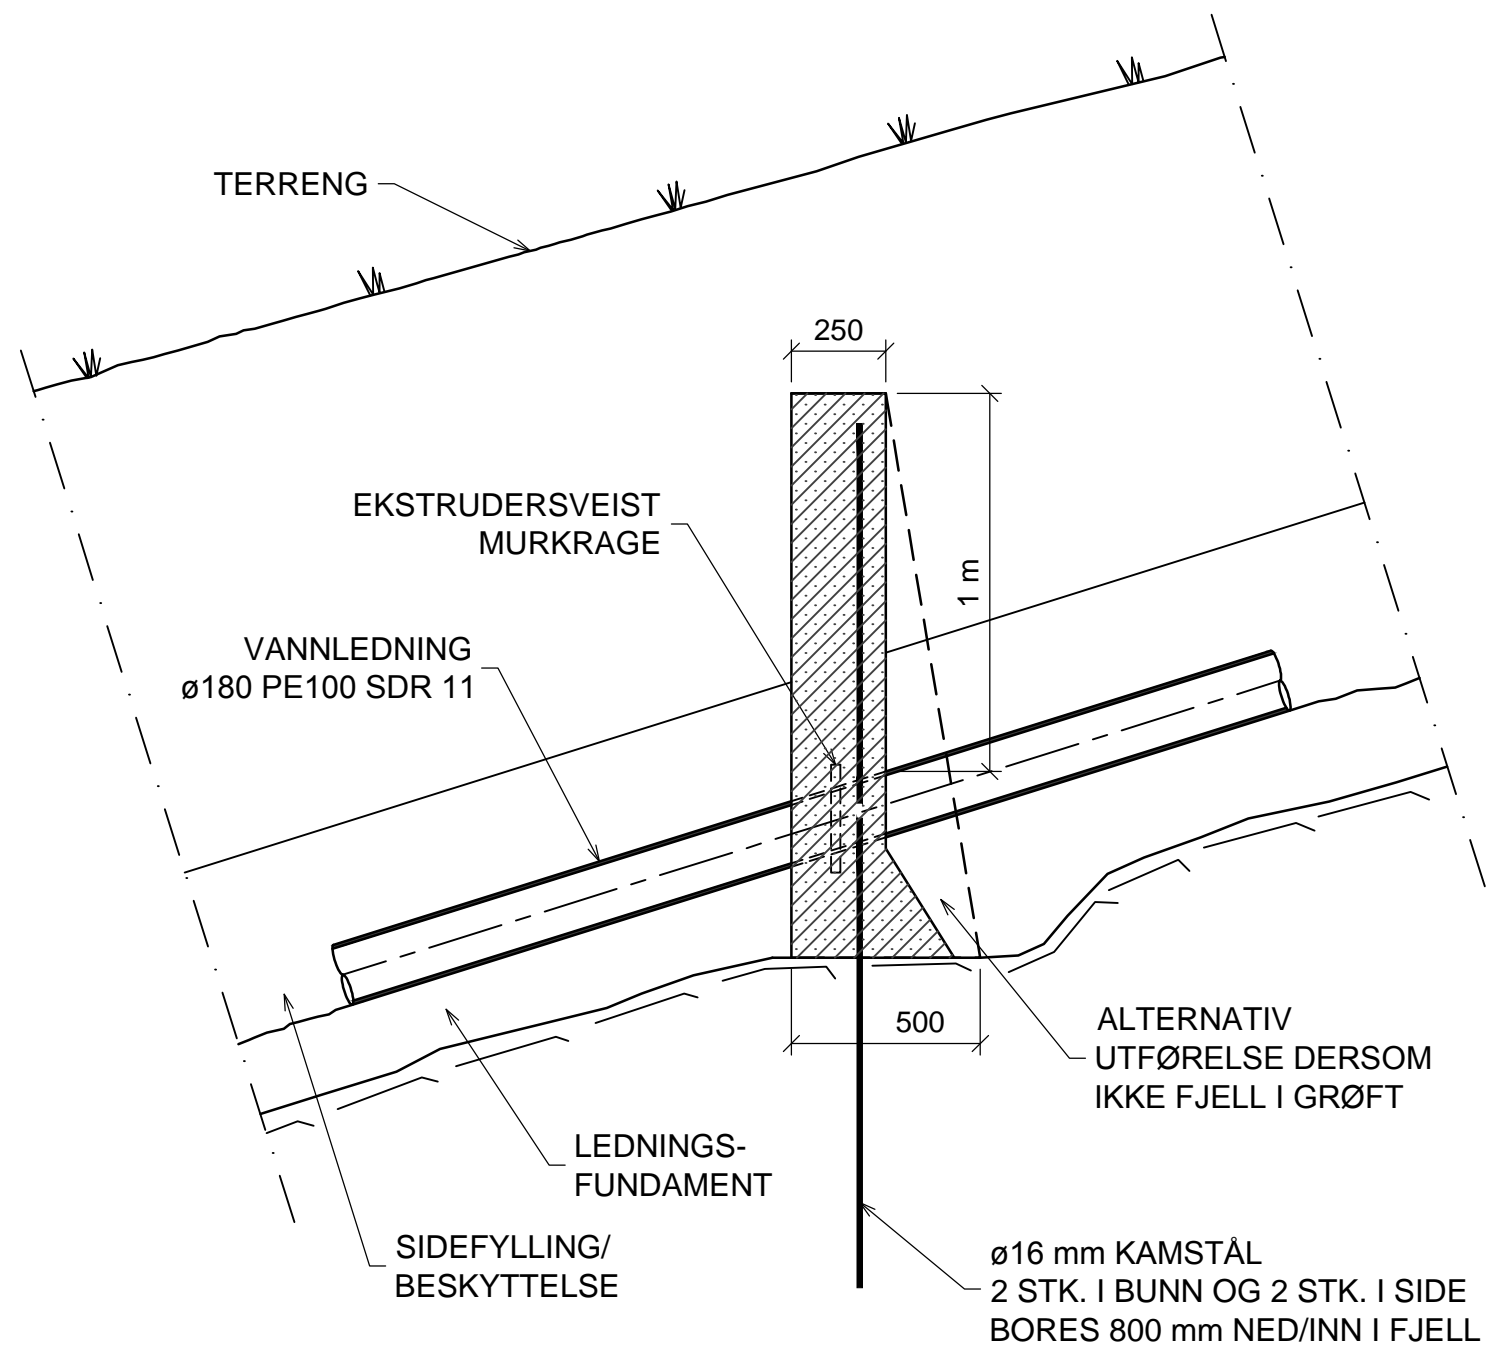 TERRENG
250
EKSTRUDERSVEIST
MURKRAGE
1 m
VANNLEDNING
ø180 PE100 SDR 11
500
ALTERNATIV
UTFØRELSE DERSOM
IKKE FJELL I GRØFT
LEDNINGS-
FUNDAMENT
SIDEFYLLING/
BESKYTTELSE
ø16 mm KAMSTÅL
2 STK. I BUNN OG 2 STK. I SIDE
BORES 800 mm NED/INN I FJELL